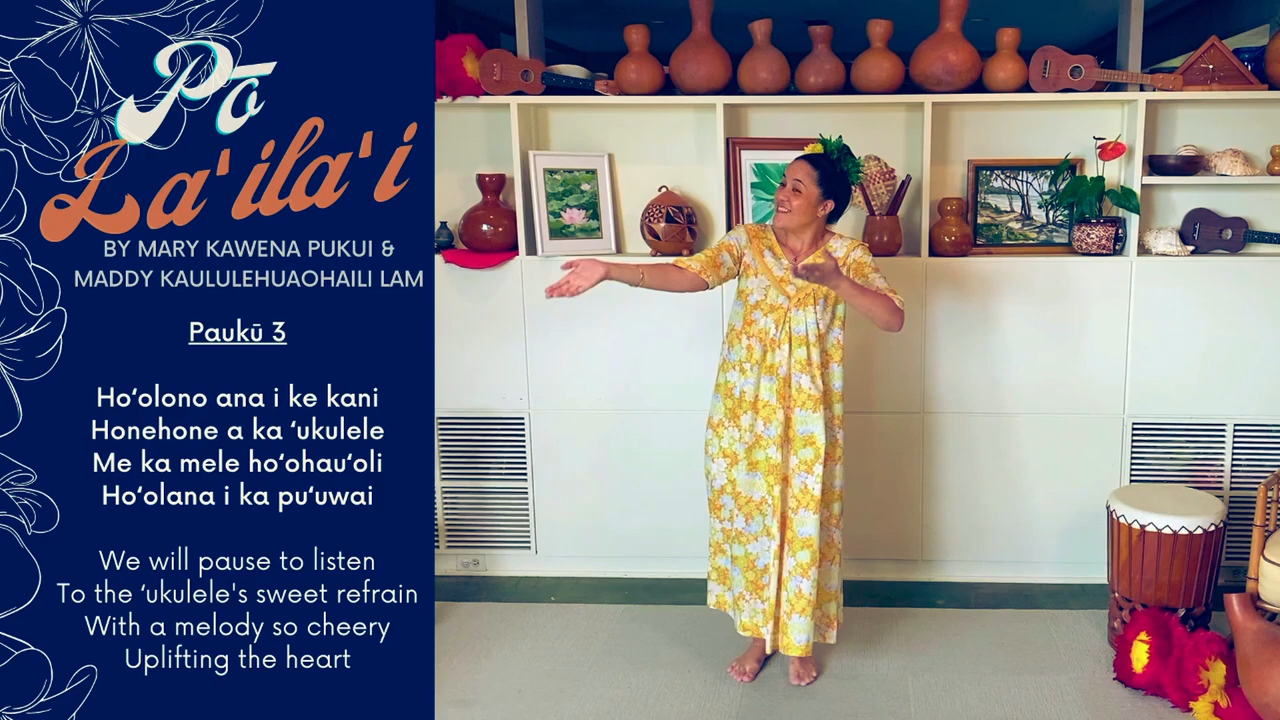 Pō
Laʻilaʻi
BY MARY KAWENA PUKUI &
MADDY KAULULEHUAOHAILI LAM
Paukū 3
Hoʻolono ana i ke kani
Honehone a ka ʻukulele
Me ka mele hoʻohauʻoli
Hoʻolana i ka puʻuwai
We will pause to listen
To the ʻukulele's sweet refrain
With a melody so cheery
Uplifting the heart